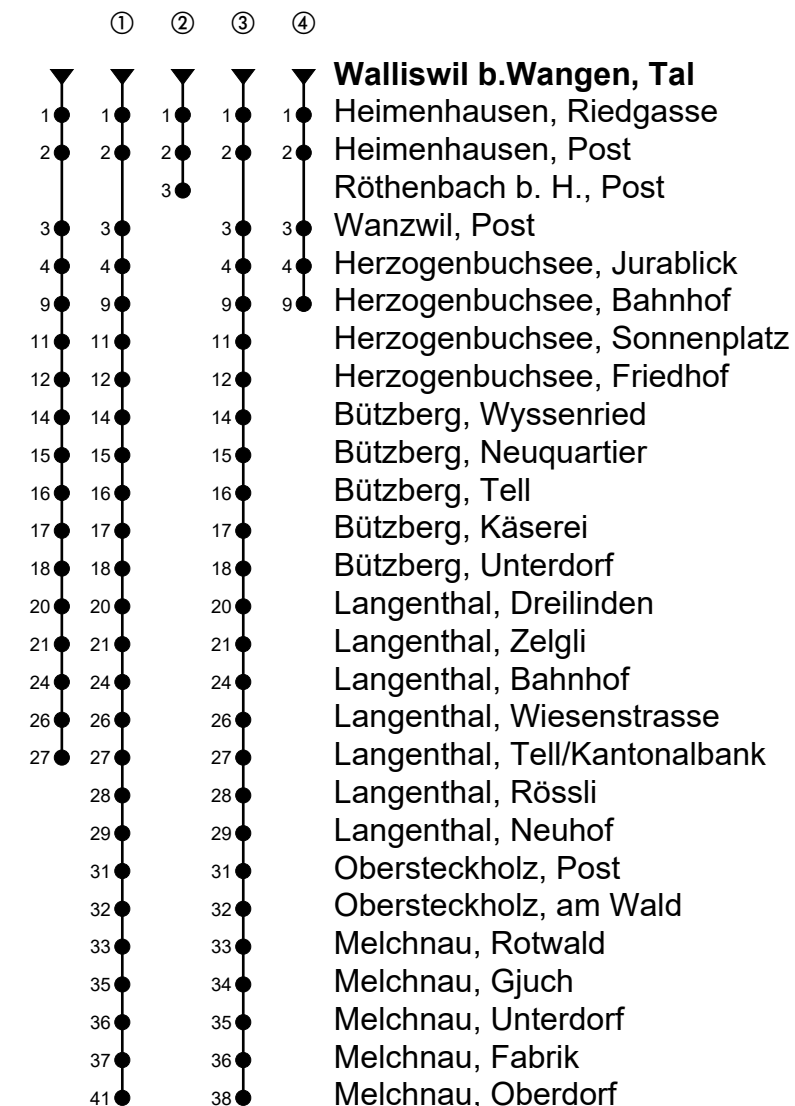 ① ② ③ ④
Walliswil b.Wangen, Tal
1 1 1 1 1 Heimenhausen, Riedgasse
2 2 2 2 2 Heimenhausen, Post
3 Röthenbach b. H., Post
3 3 3 3 Wanzwil, Post
4 4 4 4 Herzogenbuchsee, Jurablick
9 9 9 9 Herzogenbuchsee, Bahnhof
11 11 11 Herzogenbuchsee, Sonnenplatz
12 12 12 Herzogenbuchsee, Friedhof
14 14 14 Bützberg, Wyssenried
15 15 15 Bützberg, Neuquartier
16 16 16 Bützberg, Tell
17 17 17 Bützberg, Käserei
18 18 18 Bützberg, Unterdorf
20 20 20 Langenthal, Dreilinden
21 21 21 Langenthal, Zelgli
24 24 24 Langenthal, Bahnhof
26 26 26 Langenthal, Wiesenstrasse
27 27 27 Langenthal, Tell/Kantonalbank
28 28 Langenthal, Rössli
29 29 Langenthal, Neuhof
31 31 Obersteckholz, Post
32 32 Obersteckholz, am Wald
33 33 Melchnau, Rotwald
35 34 Melchnau, Gjuch
36 35 Melchnau, Unterdorf
37 36 Melchnau, Fabrik
41 38 Melchnau, Oberdorf